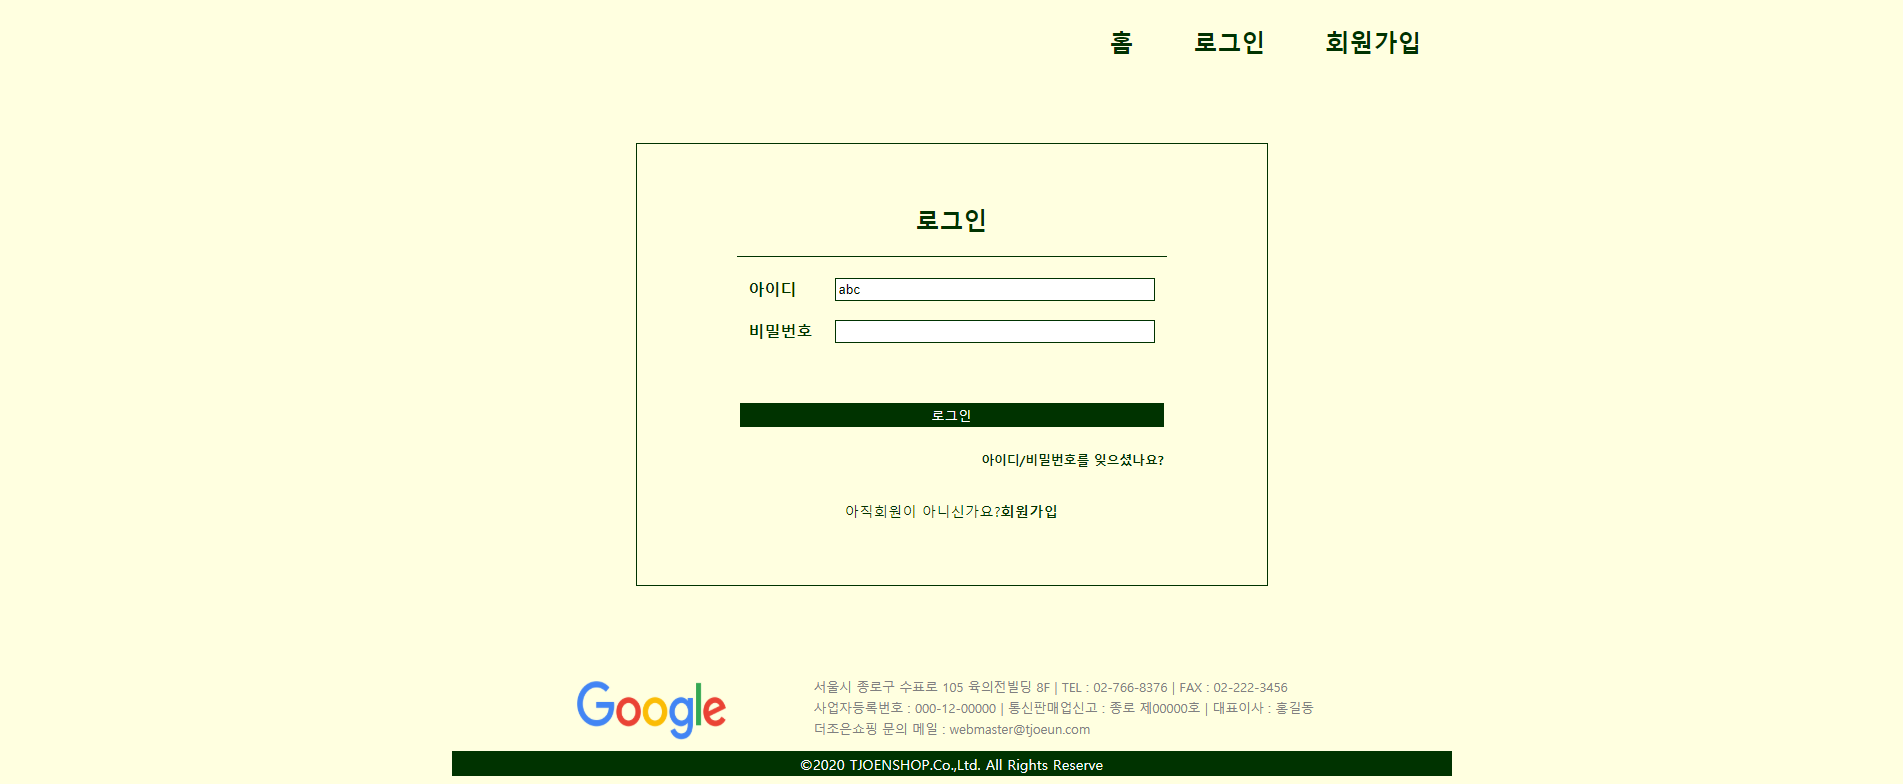 홈 로그인 회원가입
로그인
아이디 abc
비밀번호
로그인
아이디/비밀번호를 잊으셨나요?
아직회원이 아니신가요?회원가입
Google
서울시 종로구 수표로 105 육의전빌딩 8F | TEL : 02-766-8376 | FAX : 02-222-3456
사업자등록번호 : 000-12-00000 | 통신판매업신고 : 종로 제00000호 | 대표이사 : 홍길동
더조은쇼핑 문의 메일 : webmaster@tjoeun.com
©2020 TJOENSHOP.Co.,Ltd. All Rights Reserve